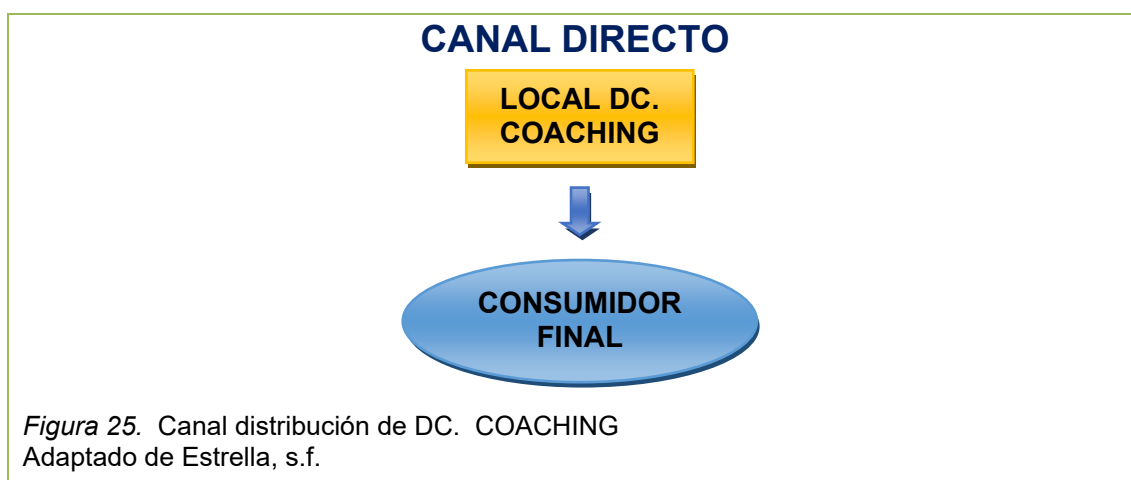 CANAL DIRECTO
LOCAL DC.
COACHING
CONSUMIDOR
FINAL
Figura 25. Canal distribución de DC. COACHING
Adaptado de Estrella, s.f.